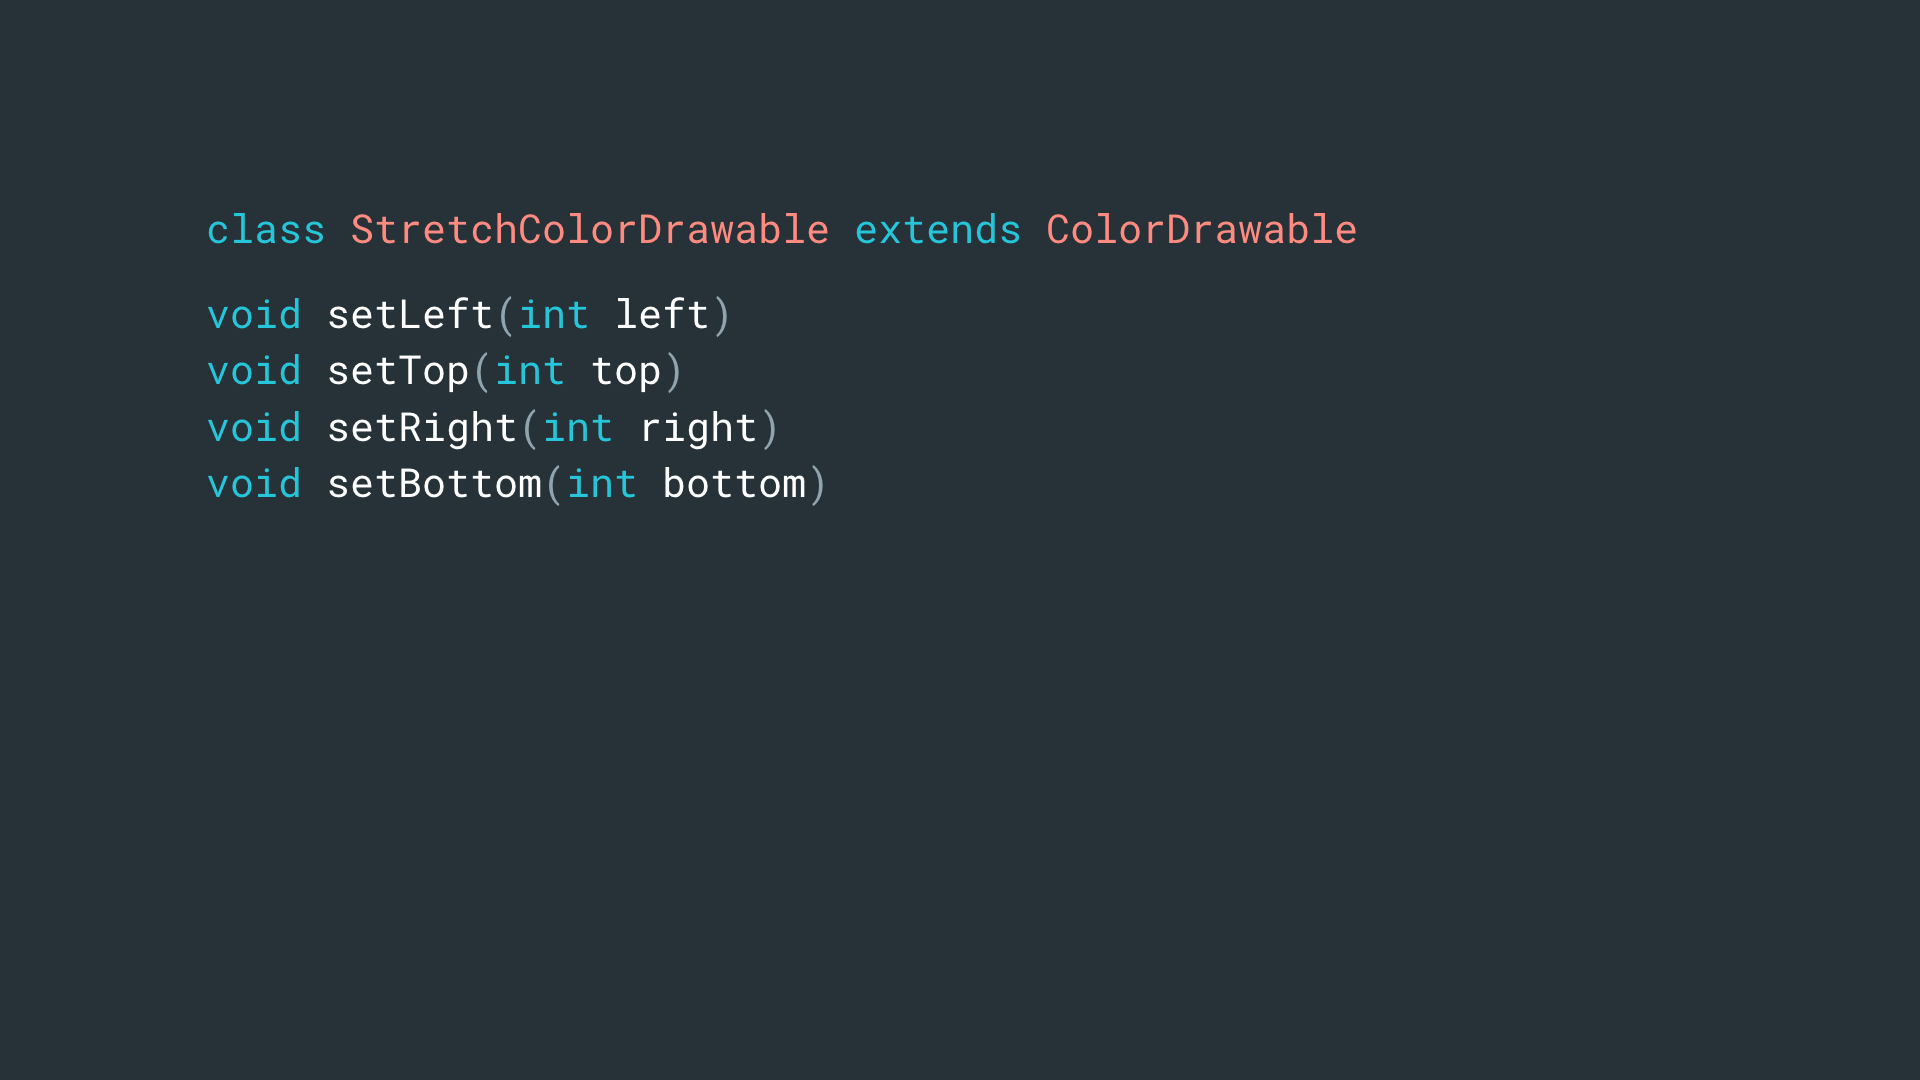 class StretchColorDrawable extends ColorDrawable
void setLeft(int left)
void setTop(int top)
void setRight(int right)
void setBottom(int bottom)